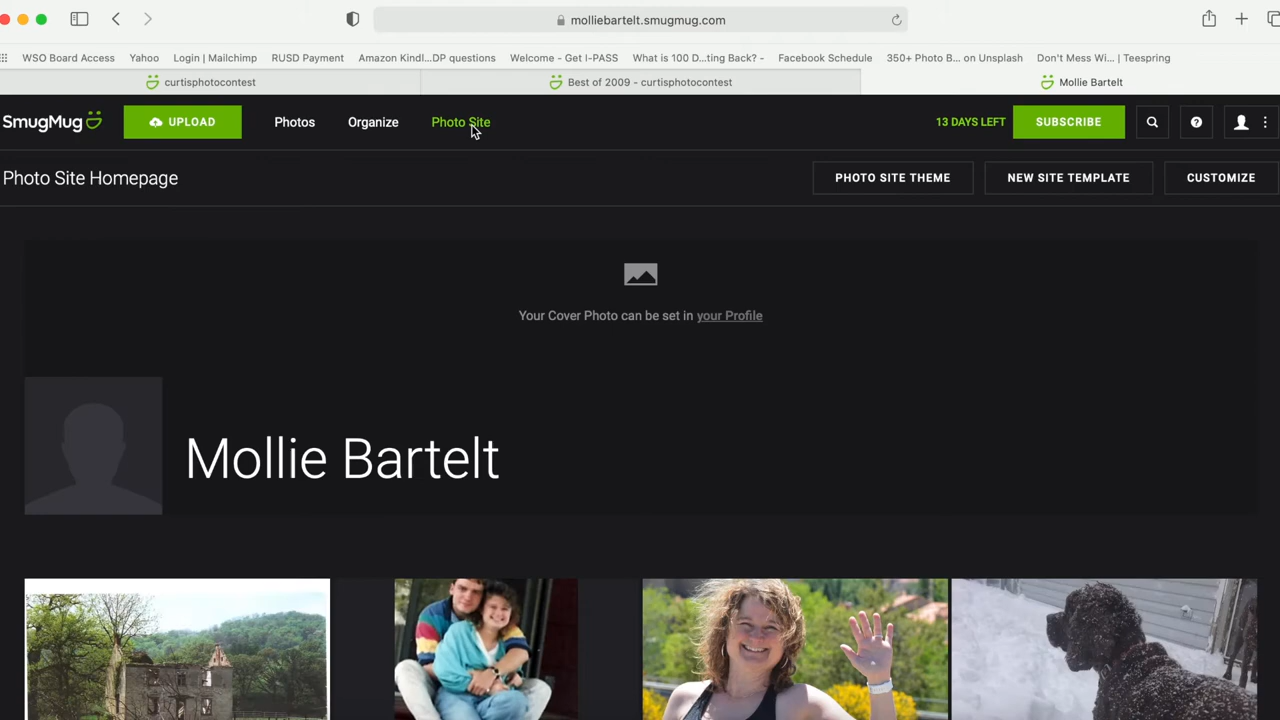 molliebartelt.smugmug.com
WSO Board Access Yahoo Login | Mailchimp RUSD Payment Amazon Kindl...DP questions Welcome - Get I-PASS What is 100 D...ting Back? - Facebook Schedule 350+ Photo B... on Unsplash Don't Mess Wi... | Teespring
curtisphotocontest Best of 2009 - curtisphotocontest Mollie Bartelt
SmugMug UPLOAD Photos Organize Photo Site 13 DAYS LEFT SUBSCRIBE
Photo Site Homepage PHOTO SITE THEME NEW SITE TEMPLATE CUSTOMIZE
Your Cover Photo can be set in your Profile
Mollie Bartelt